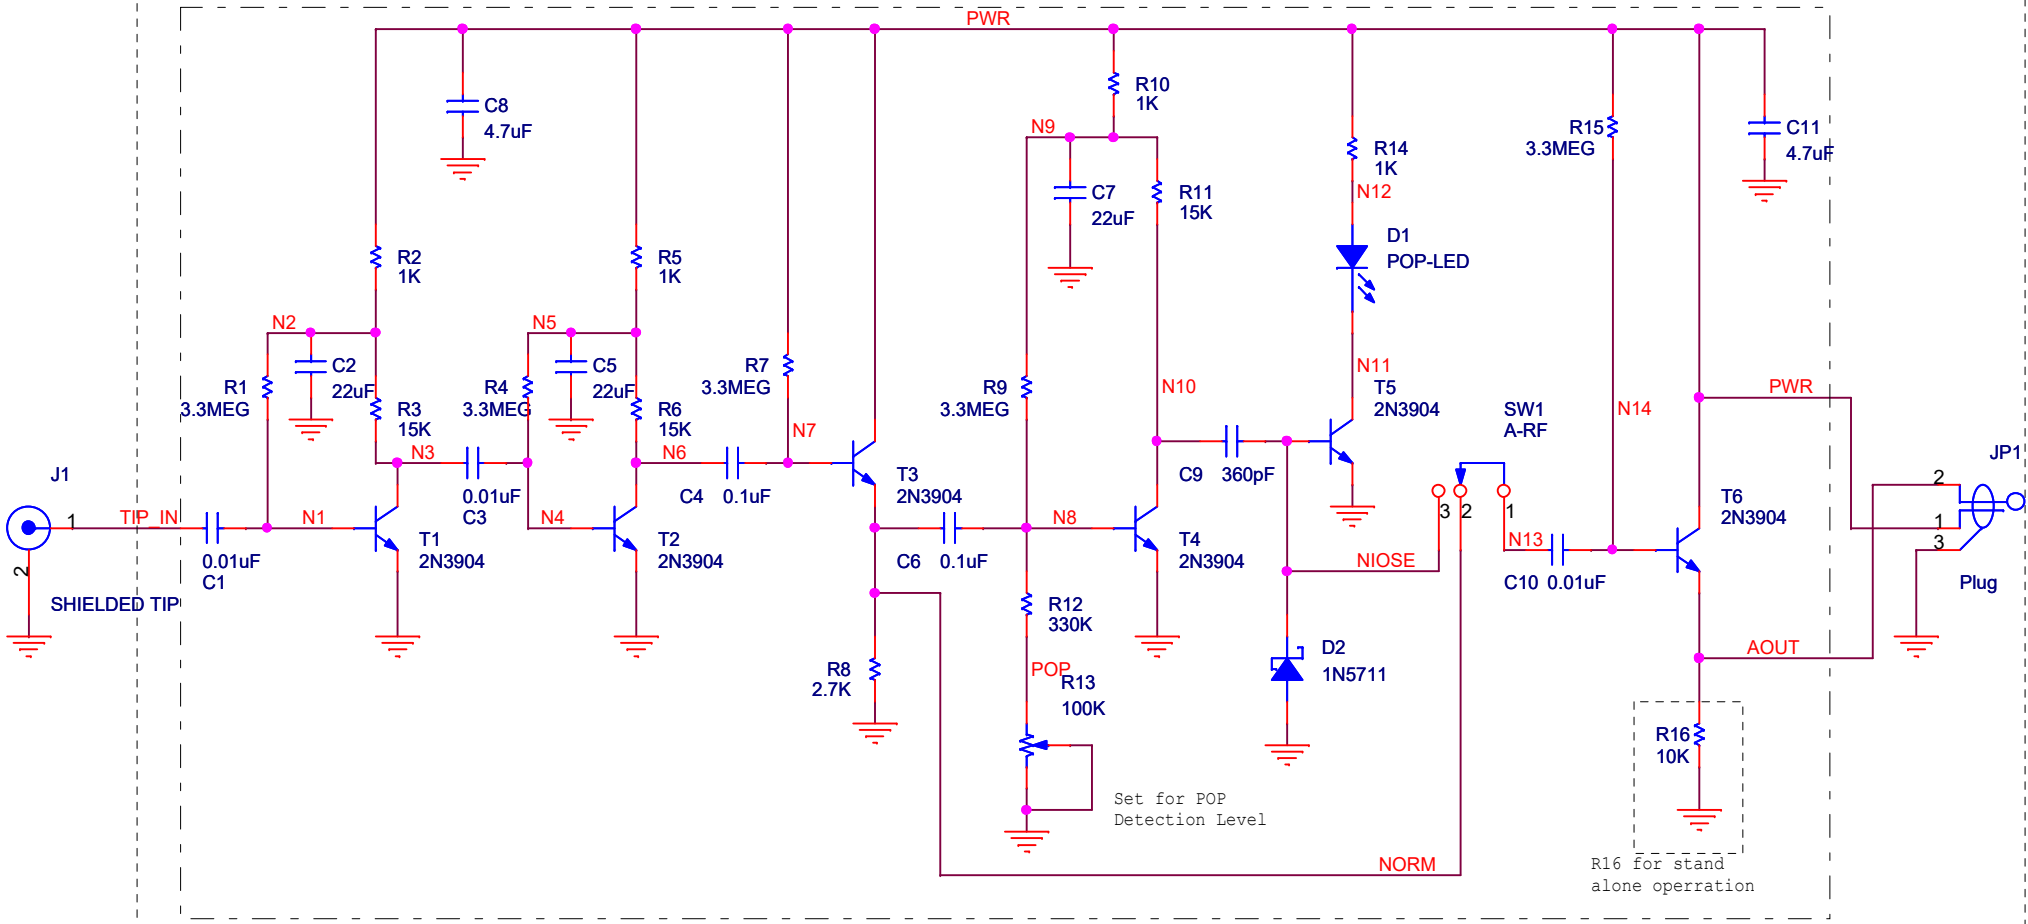 PWR
C8
4.7uF
R10
1K
N9
R14
1K
N12
R15
3.3MEG
C11
4.7uF
C7
22uF
R11
15K
D1
POP-LED
R2
1K
R5
1K
N2
N5
C2
22uF
C5
22uF
R1
3.3MEG
R3
15K
R4
3.3MEG
R6
15K
R7
3.3MEG
R9
3.3MEG
N10
N11
T5
2N3904
SW1
A-RF
N14
PWR
N3
N6
N7
J1
1
2
TIP_IN
SHIELDED TIP
0.01uF
C1
N1
T1
2N3904
0.01uF
C3
N4
T2
2N3904
C4 0.1uF
T3
2N3904
C6 0.1uF
N8
T4
2N3904
C9 360pF
3
2
1
N13
NIOSE
C10 0.01uF
T6
2N3904
JP1
2
1
3
Plug
R12
330K
POP
R13
100K
R8
2.7K
D2
1N5711
AOUT
R16
10K
Set for POP
Detection Level
NORM
R16 for stand
alone operration